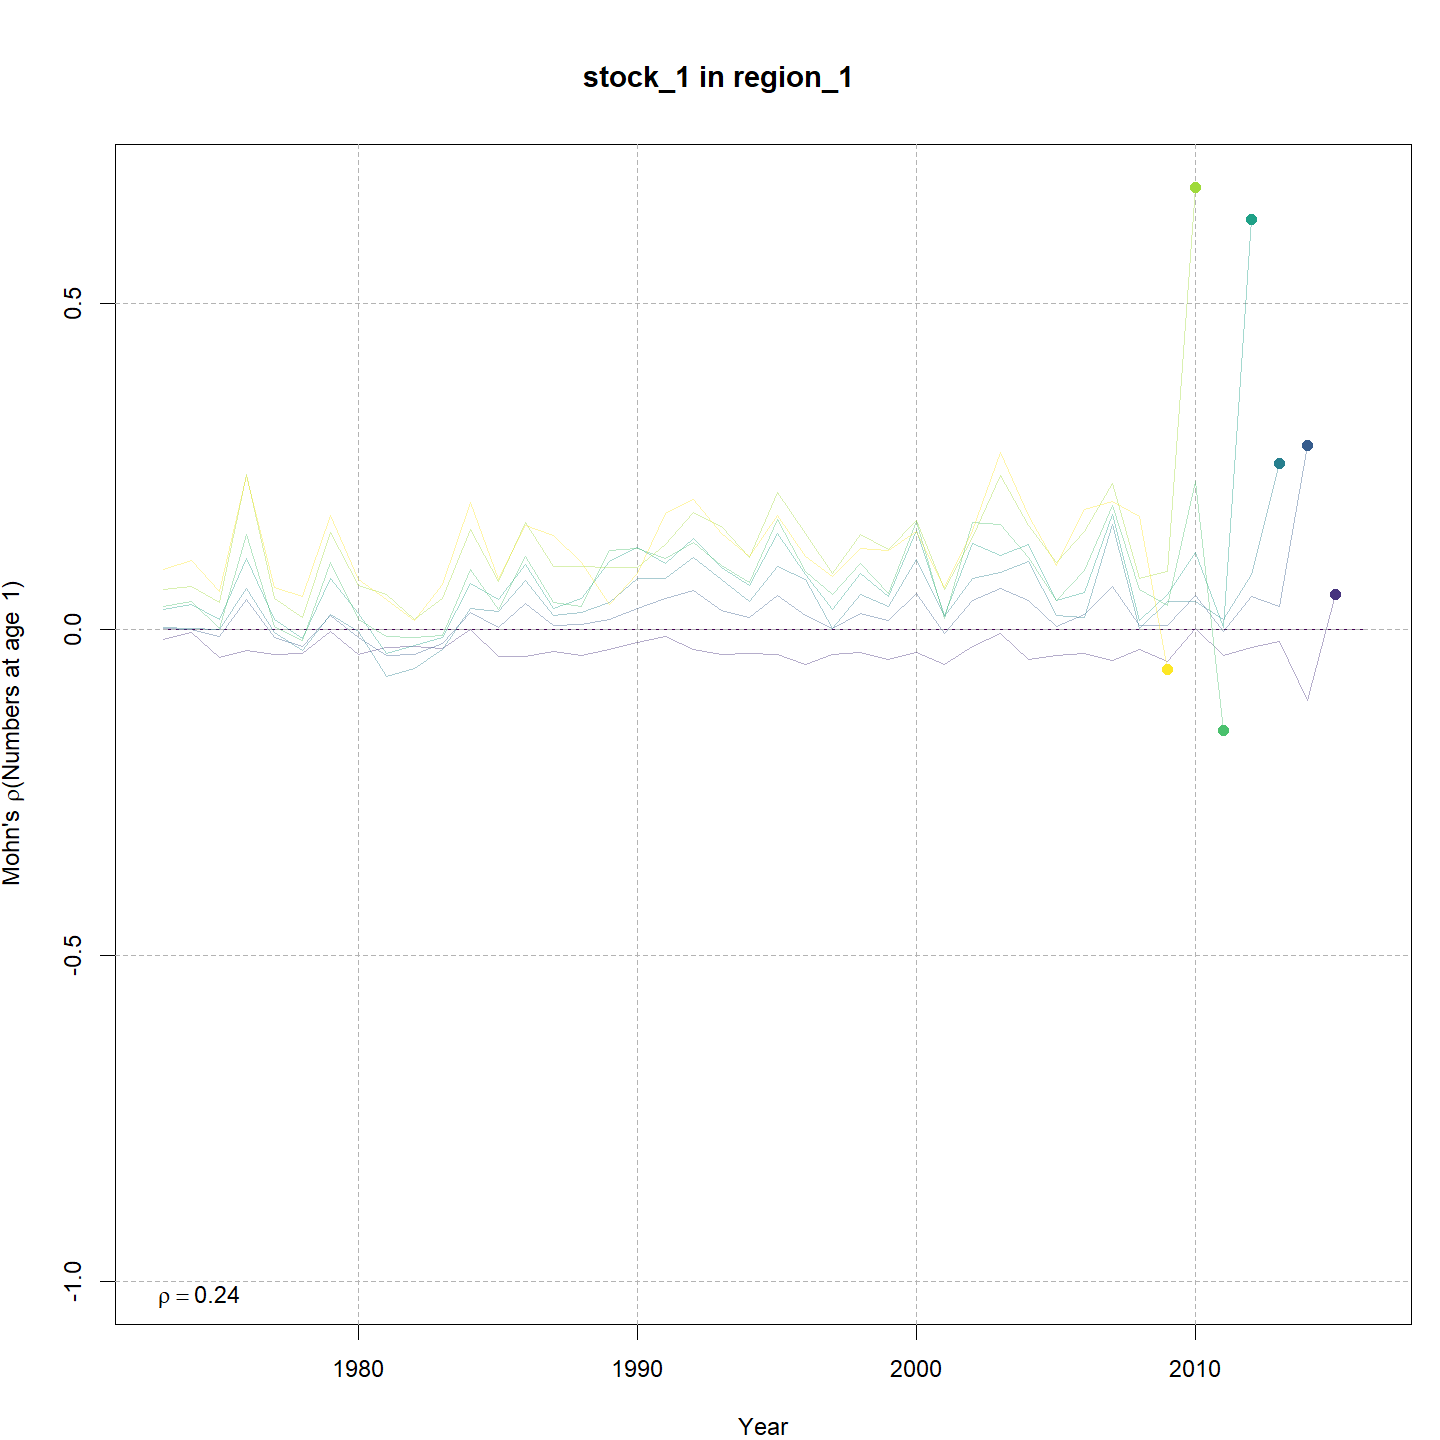 stock_1 in region_1
Mohn's ρ(Numbers at age 1)
0.5
0.0
-0.5
-1.0
ρ = 0.24
1980 1990 2000 2010
Year